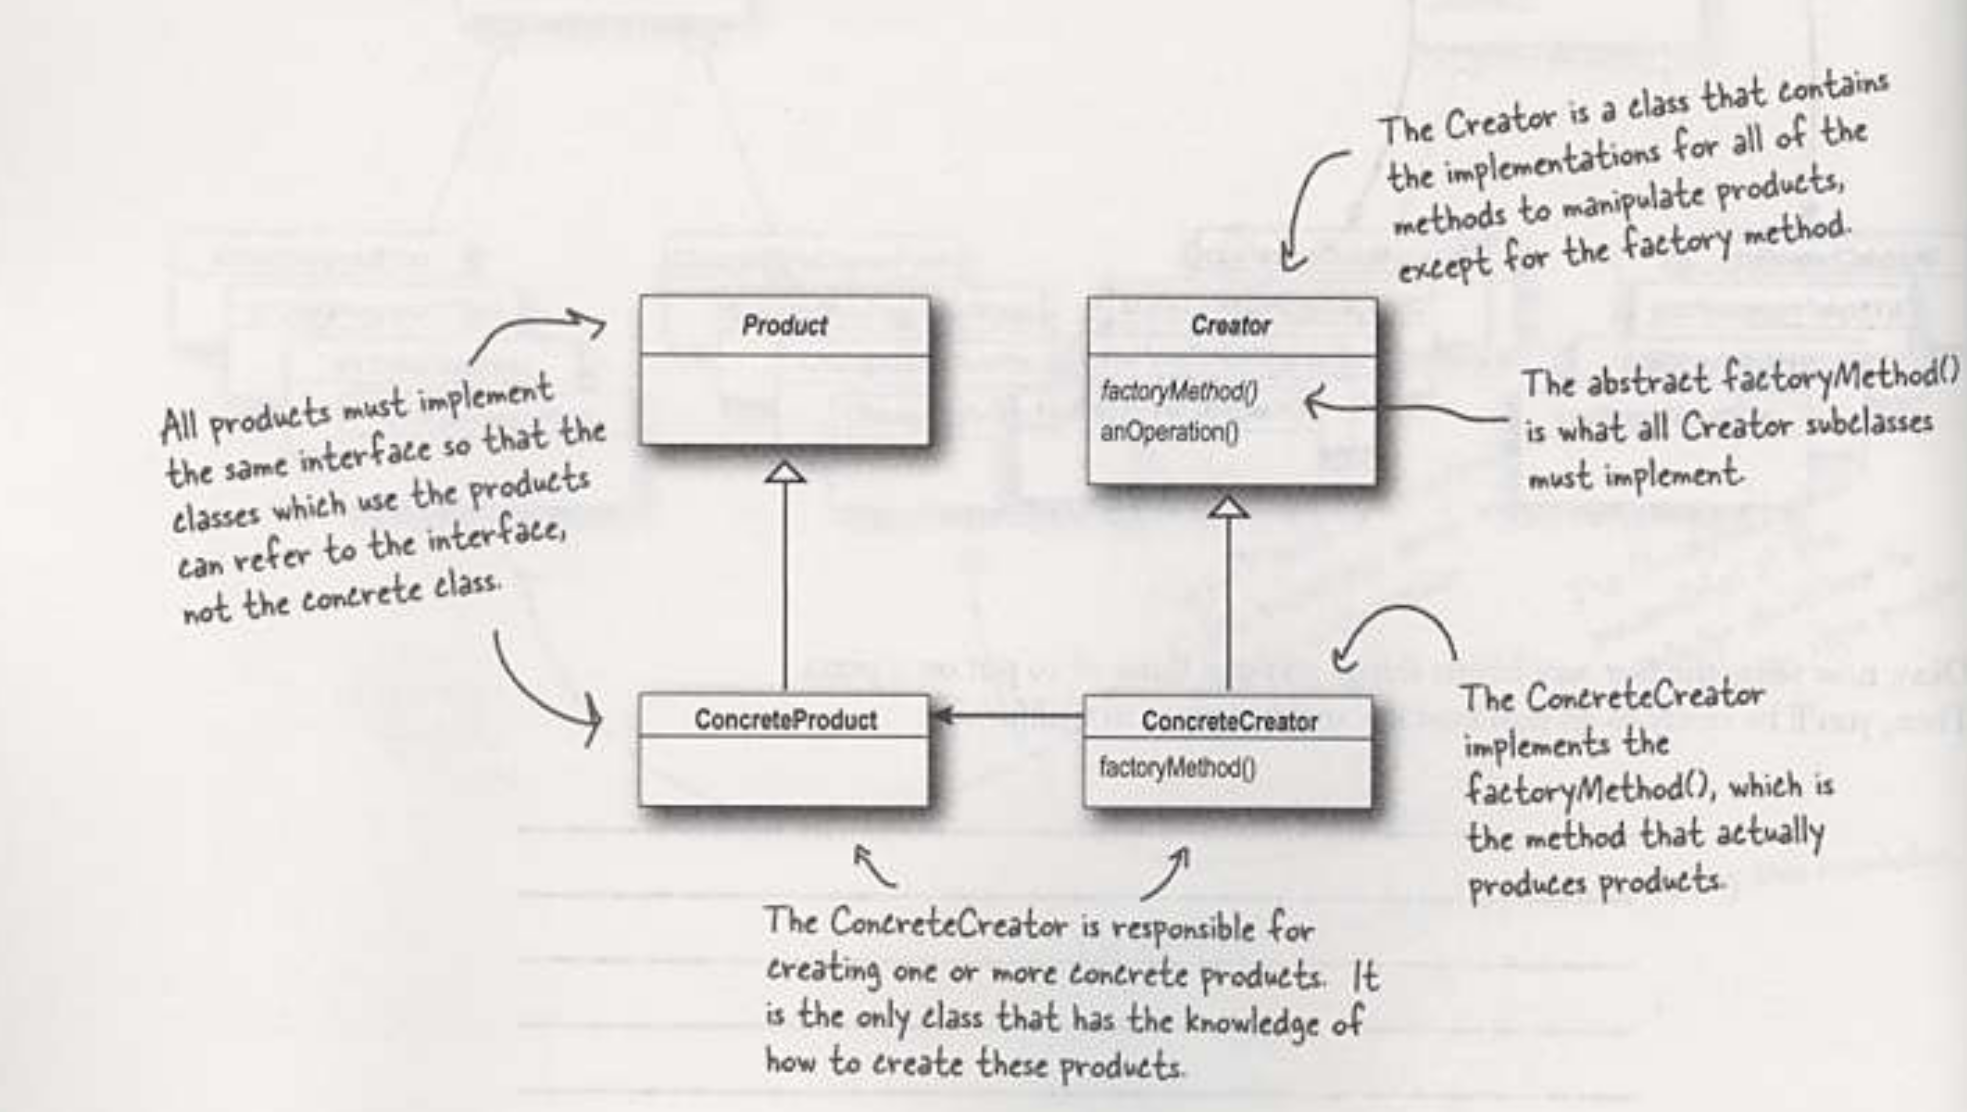 The Creator is a class that contains
the implementations for all of the
methods to manipulate products,
except for the factory method.
Product
Creator
factoryMethod()
anOperation()
The abstract factoryMethod()
is what all Creator subclasses
must implement.
All products must implement
the same interface so that the
classes which use the products
can refer to the interface,
not the concrete class.
ConcreteProduct
ConcreteCreator
factoryMethod()
The ConcreteCreator
implements the
factoryMethod(), which is
the method that actually
produces products.
The ConcreteCreator is responsible for
creating one or more concrete products. It
is the only class that has the knowledge of
how to create these products.